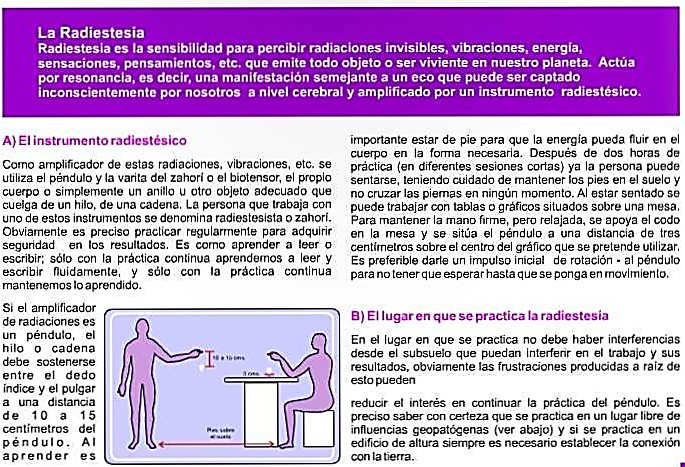 La Radiestesia
Radiestesia es la sensibilidad para percibir radiaciones invisibles, vibraciones, energía,
sensaciones, pensamientos, etc. que emite todo objeto o ser viviente en nuestro planeta. Actúa
por resonancia, es decir, una manifestación semejante a un eco que puede ser captado
inconscientemente por nosotros a nivel cerebral y amplificado por un instrumento radiestésico.
A) El instrumento radiestésico
Como amplificador de estas radiaciones, vibraciones, etc. se
utiliza el péndulo y la varita del zahorí o el biotensor, el propio
cuerpo o simplemente un anillo u otro objeto adecuado que
cuelga de un hilo, de una cadena. La persona que trabaja con
uno de estos instrumentos se denomina radiestesista o zahorí.
Obviamente es preciso practicar regularmente para adquirir
seguridad en los resultados. Es como aprender a leer o
escribir; sólo con la práctica continua aprendemos a leer y
escribir fluidamente, y sólo con la práctica continua
mantenemos lo aprendido.
Si el amplificador
de radiaciones es
un péndulo, el
hilo o cadena
debe sostenerse
entre el dedo
índice y el pulgar
a una distancia
de 10 a 15
centímetros del
péndulo. Al
aprender es
10 a 15 cms.
3 cms.
Pies sobre
el suelo
importante estar de pie para que la energía pueda fluir en el
cuerpo en la forma necesaria. Después de dos horas de
práctica (en diferentes sesiones cortas) ya la persona puede
sentarse, teniendo cuidado de mantener los pies en el suelo y
no cruzar las piernas en ningún momento. Al estar sentado se
puede trabajar con tablas o gráficos situados sobre una mesa.
Para mantener la mano firme, pero relajada, se apoya el codo
en la mesa y se sitúa el péndulo a una distancia de tres
centímetros sobre el centro del gráfico que se pretende utilizar.
Es preferible darle un impulso inicial de rotación - al péndulo
para no tener que esperar hasta que se ponga en movimiento.
B) El lugar en que se practica la radiestesia
En el lugar en que se practica no debe haber interferencias
desde el subsuelo que puedan interferir en el trabajo y sus
resultados, obviamente las frustraciones producidas a raíz de
esto pueden
reducir el interés en continuar la práctica del péndulo. Es
preciso saber con certeza que se practica en un lugar libre de
influencias geopatógenas (ver abajo) y si se practica en un
edificio de altura siempre es necesario establecer la conexión
con la tierra.